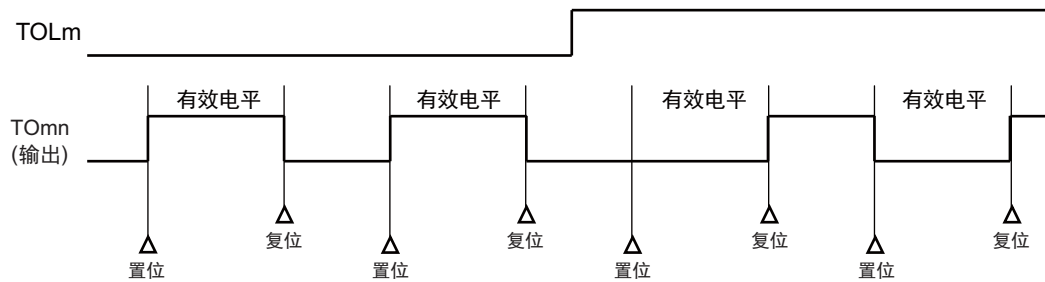 TOLm
有效电平 有效电平 有效电平 有效电平
TOmn
(输出)
复位 复位 复位 复位
置位 置位 置位 置位